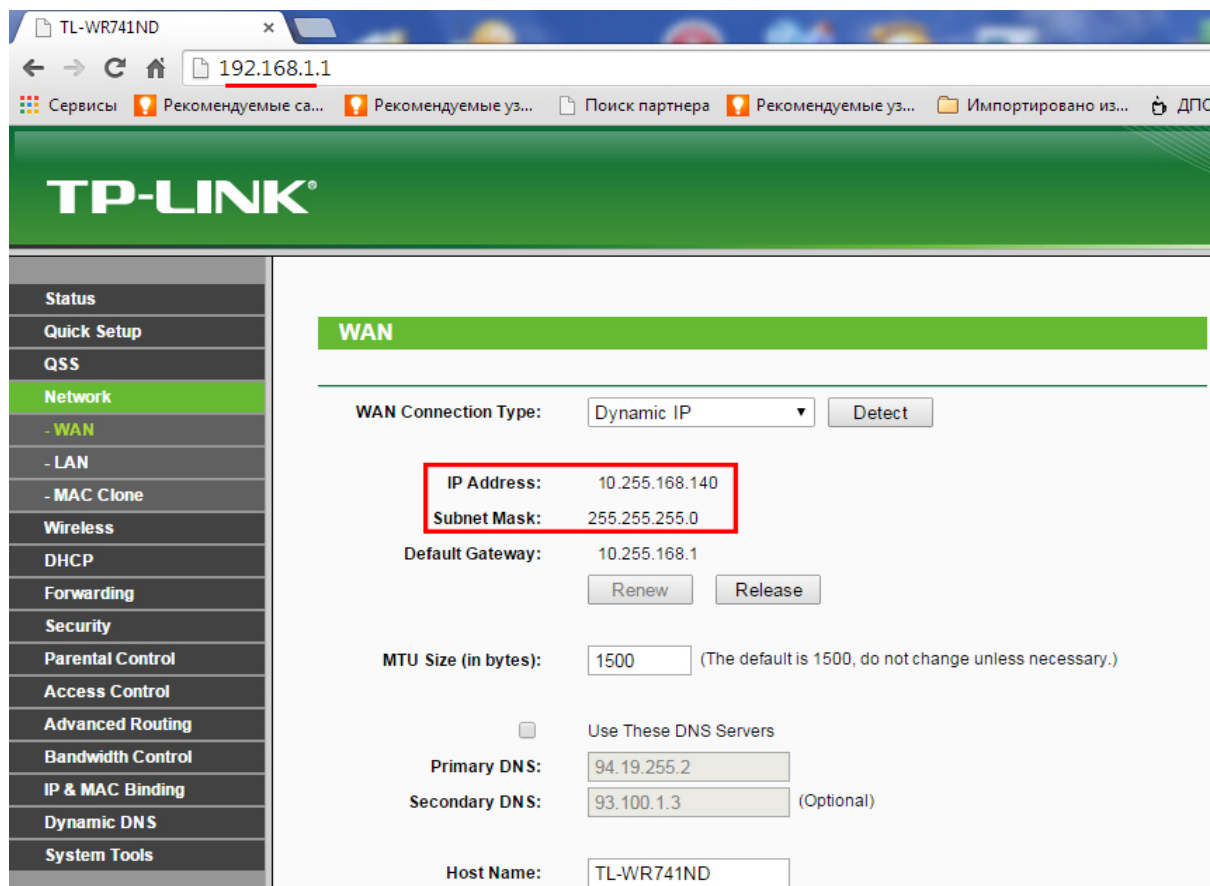 TL-WR741ND
192.168.1.1
Сервисы Рекомендуемые са... Рекомендуемые уз... Поиск партнера Рекомендуемые уз... Импортировано из... ДПС
TP-LINK®
Status
Quick Setup
QSS
Network
- WAN
- LAN
- MAC Clone
Wireless
DHCP
Forwarding
Security
Parental Control
Access Control
Advanced Routing
Bandwidth Control
IP & MAC Binding
Dynamic DNS
System Tools
WAN
WAN Connection Type: Dynamic IP Detect
IP Address: 10.255.168.140
Subnet Mask: 255.255.255.0
Default Gateway: 10.255.168.1
Renew Release
MTU Size (in bytes): 1500 (The default is 1500, do not change unless necessary.)
Use These DNS Servers
Primary DNS: 94.19.255.2
Secondary DNS: 93.100.1.3 (Optional)
Host Name: TL-WR741ND